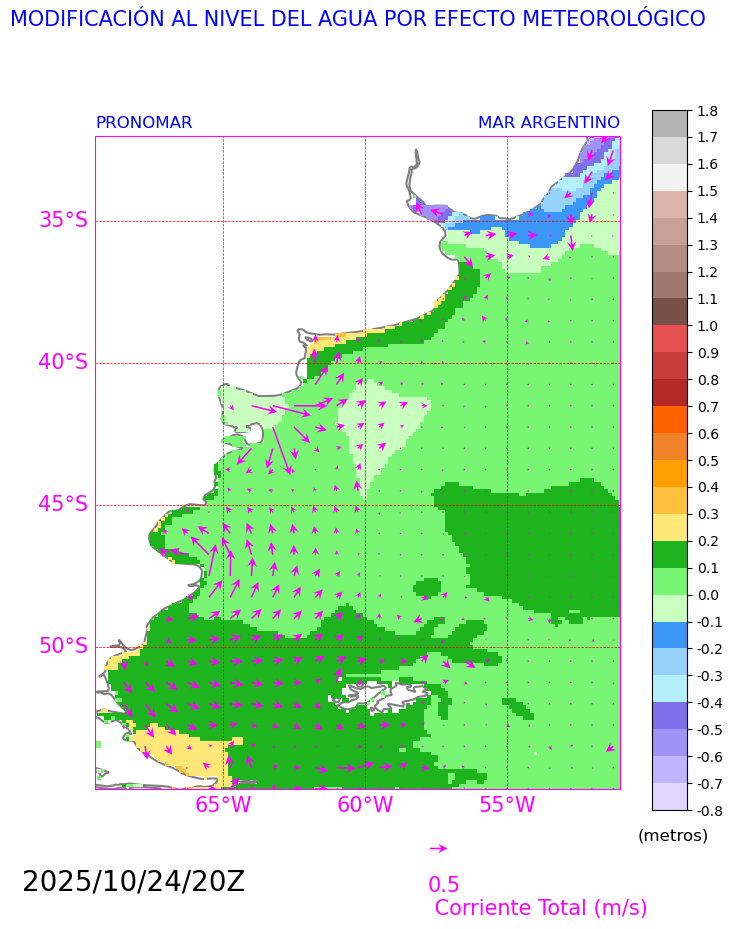 MODIFICACIÓN AL NIVEL DEL AGUA POR EFECTO METEOROLÓGICO
PRONOMAR MAR ARGENTINO
35°S
40°S
45°S
50°S
65°W 60°W 55°W
1.8
1.7
1.6
1.5
1.4
1.3
1.2
1.1
1.0
0.9
0.8
0.7
0.6
0.5
0.4
0.3
0.2
0.1
0.0
-0.1
-0.2
-0.3
-0.4
-0.5
-0.6
-0.7
-0.8
(metros)
2025/10/24/20Z
0.5
Corriente Total (m/s)